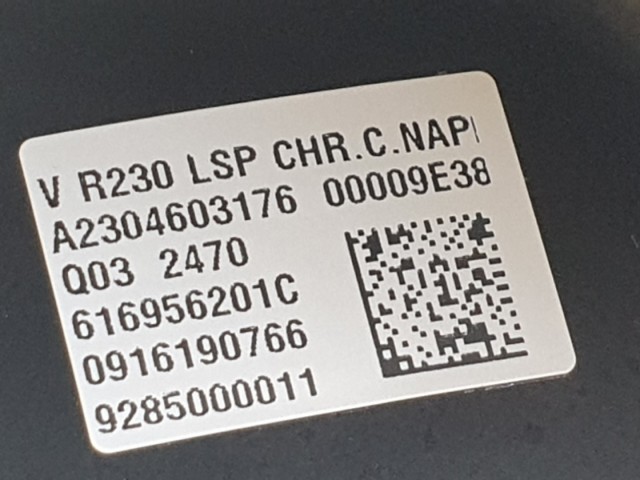 V R230 LSP CHR.C.NAP
A2304603176 00009E38
Q03 2470
616956201C
0916190766
9285000011